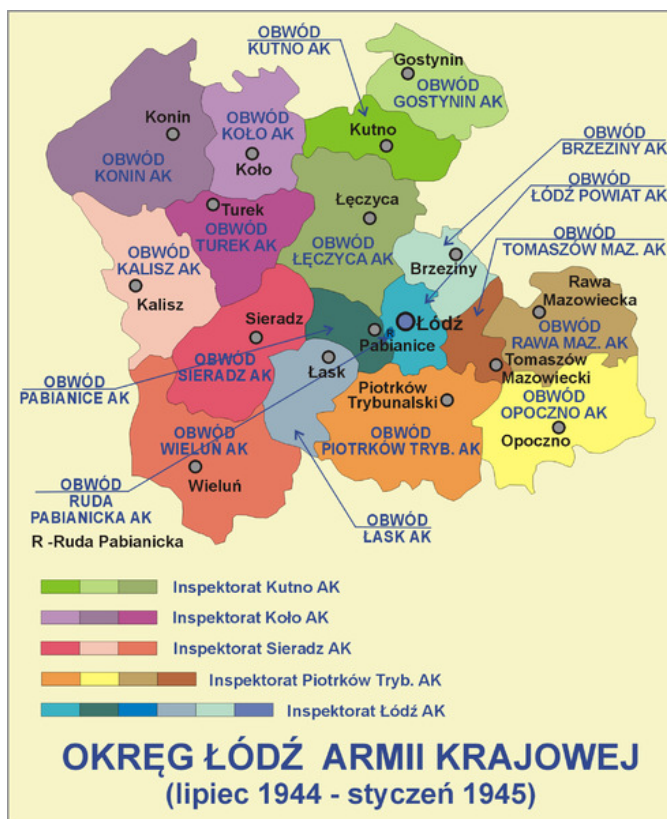 OBWÓD
KUTNO AK
Gostynin
OBWÓD
GOSTYNIN AK
Konin
OBWÓD
KONIN AK
OBWÓD
KOŁO AK
Koło
Kutno
OBWÓD
BRZEZINY AK
OBWÓD
ŁÓDŹ POWIAT AK
OBWÓD
TOMASZÓW MAZ. AK
Turek
OBWÓD
TUREK AK
Łęczyca
OBWÓD
ŁĘCZYCA AK
Brzeziny
OBWÓD
KALISZ AK
Kalisz
Rawa
Mazowiecka
OBWÓD
RAWA MAZ. AK
Sieradz
OBWÓD
SIERADZ AK
R
Pabianice
Łódź
OBWÓD
PABIANICE AK
Łask
Tomaszów
Mazowiecki
Piotrków
Trybunalski
OBWÓD
PIOTRKÓW TRYB. AK
OBWÓD
OPOCZNO AK
Opoczno
OBWÓD
WIELUŃ AK
Wieluń
OBWÓD
RUDA
PABIANICKA AK
OBWÓD
ŁASK AK
R -Ruda Pabianicka
Inspektorat Kutno AK
Inspektorat Koło AK
Inspektorat Sieradz AK
Inspektorat Piotrków Tryb. AK
Inspektorat Łódź AK
OKRĘG ŁÓDŹ ARMII KRAJOWEJ
(lipiec 1944 - styczeń 1945)